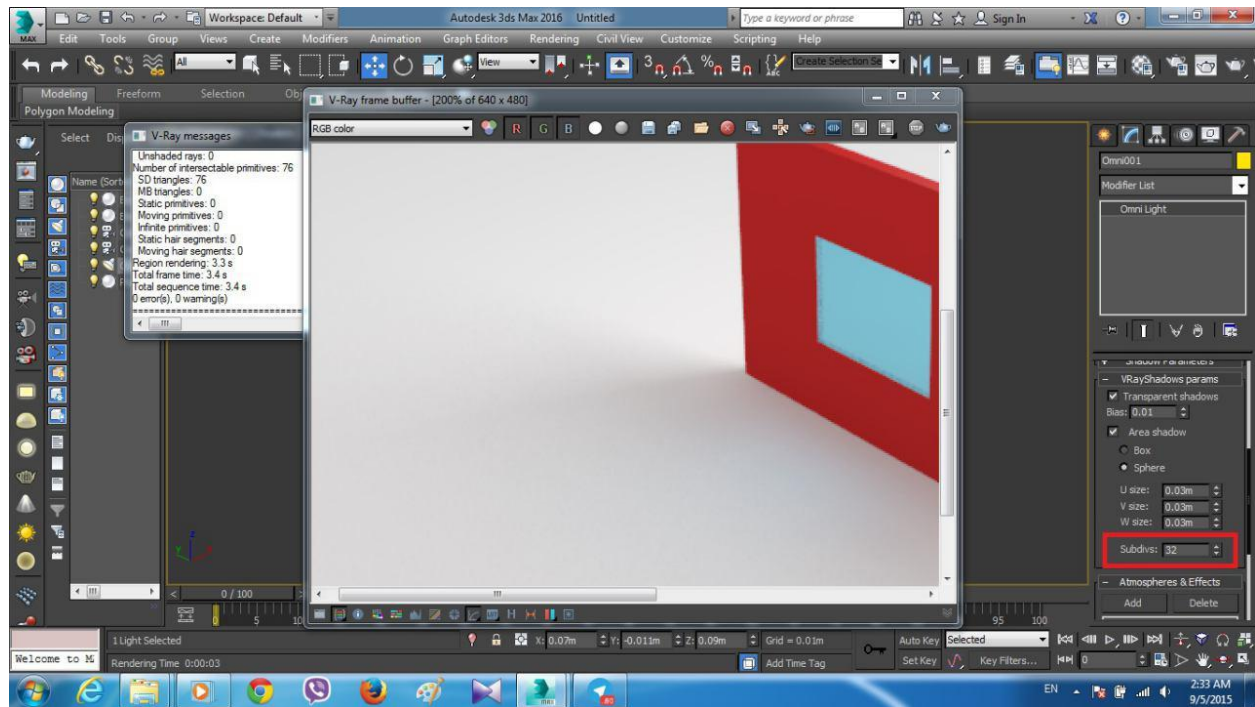 Workspace: Default
Autodesk 3ds Max 2016 Untitled
Type a keyword or phrase
Sign In
MAX
Edit Tools Group Views Create Modifiers Animation Graph Editors Rendering Civil View Customize Scripting Help
All
View
Create Selection Se
Modeling Freeform Selection Obj
Polygon Modeling
V-Ray frame buffer - [200% of 640 x 480]
RGB color
R G B
Select Dis
Name (Sort
V-Ray messages
Unshaded rays: 0
Number of intersectable primitives: 76
SD triangles: 76
MB triangles: 0
Static primitives: 0
Moving primitives: 0
Infinite primitives: 0
Static hair segments: 0
Moving hair segments: 0
Region rendering: 3.3 s
Total frame time: 3.4 s
Total sequence time: 3.4 s
0 error(s), 0 warning(s)
==============================
Omni001
Modifier List
Omni Light
Shadow Parameters
VRayShadows params
Transparent shadows
Bias: 0.01
Area shadow
Box
Sphere
U size: 0.03m
V size: 0.03m
W size: 0.03m
Subdivs: 32
Atmospheres & Effects
Add Delete
z
y
x
0 / 100
0 5 10
95 100
1 Light Selected
X: 0.07m Y: -0.011m Z: 0.09m
Grid = 0.01m
Auto Key Selected
Welcome to M
Rendering Time 0:00:03
Add Time Tag
Set Key Key Filters...
0
EN
2:33 AM
9/5/2015